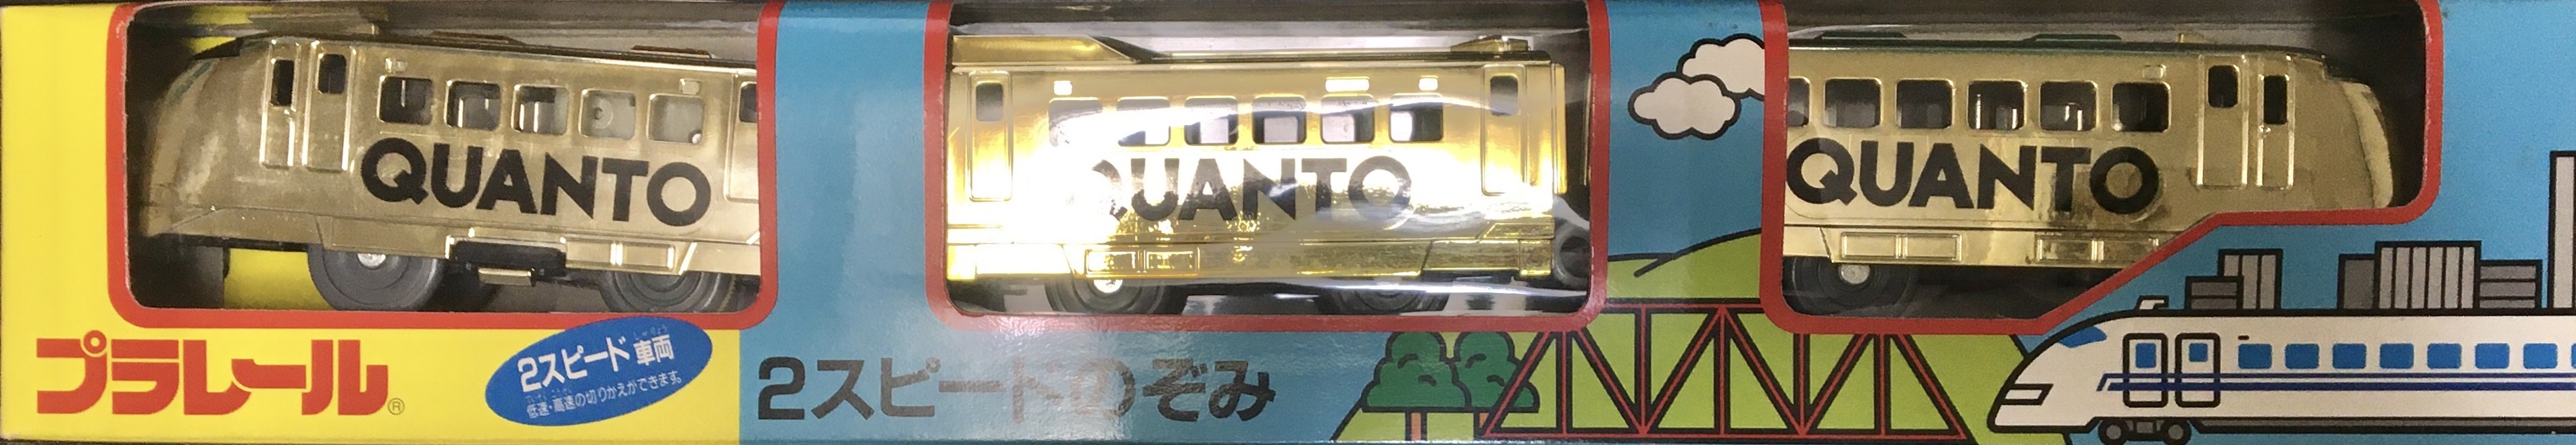 QUANTO
QUANTO
QUANTO
プラレール®
2スピード車両
低速・高速の切りかえができます。
2スピードのぞみ